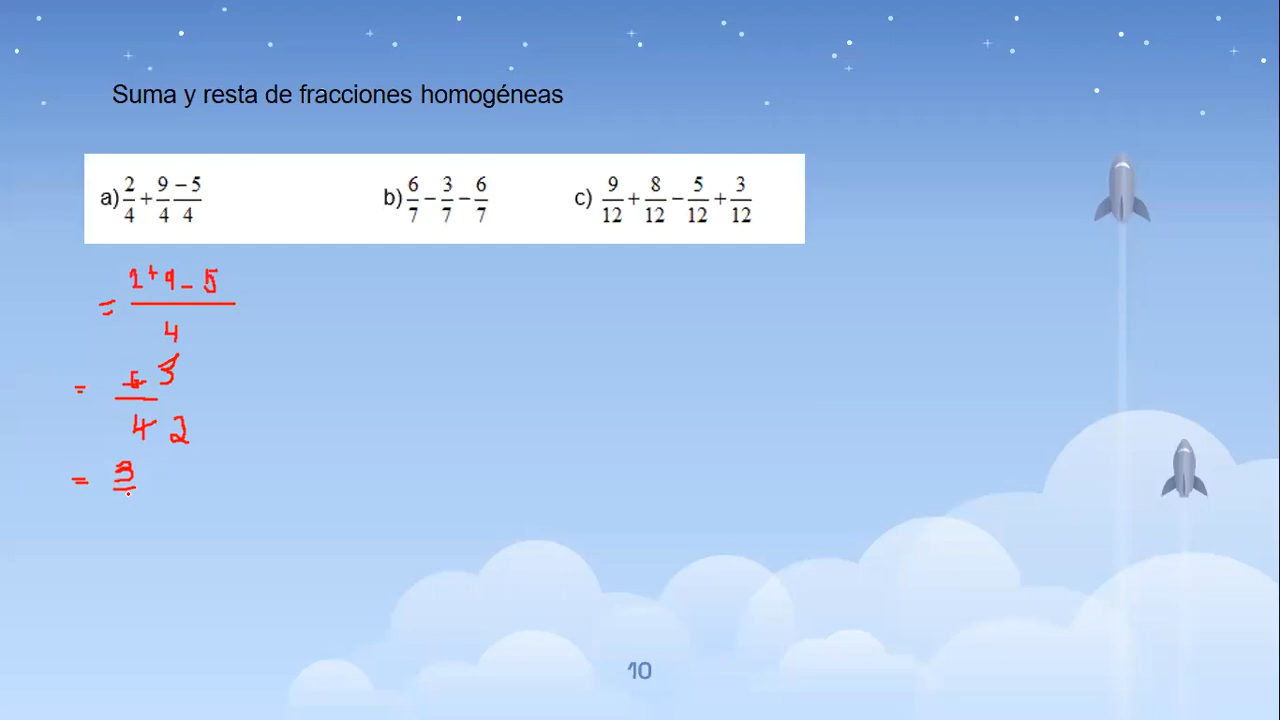 Suma y resta de fracciones homogéneas
a) 2/4 + 9/4 - 5/4 b) 6/7 - 3/7 - 6/7 c) 9/12 + 8/12 - 5/12 + 3/12
= 2+9-5
4
= 6 3
4 2
= 3
10